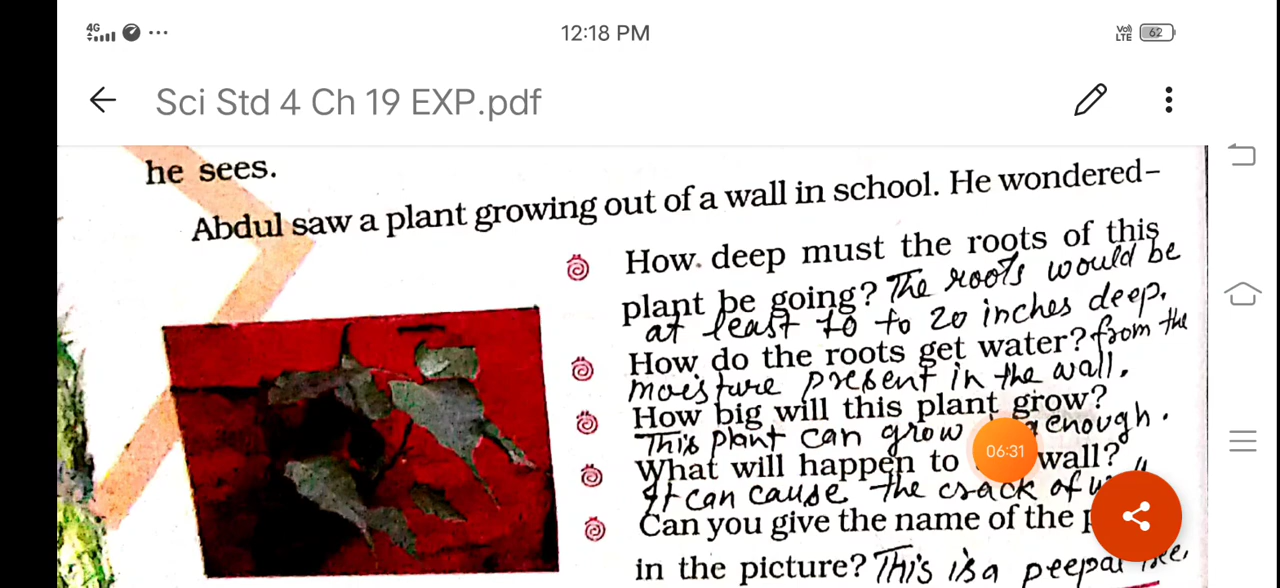 4G
12:18 PM
Vo)
LTE
62
Sci Std 4 Ch 19 EXP.pdf
he sees.
Abdul saw a plant growing out of a wall in school. He wondered–
How deep must the roots of this
plant be going? The roots would be
at least 10 to 20 inches deep.
How do the roots get water? from the
moisture present in the wall.
How big will this plant grow?
This plant can grow enough.
What will happen to wall?
It can cause the crack of
06:31
Can you give the name of the
in the picture? This is a peepal